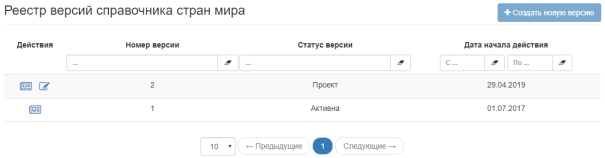 Реестр версий справочника стран мира
+ Создать новую версию
Действия Номер версии Статус версии Дата начала действия
... ... С ... По ...
2 Проект 29.04.2019
1 Активна 01.07.2017
10 ← Предыдущие 1 Следующие →